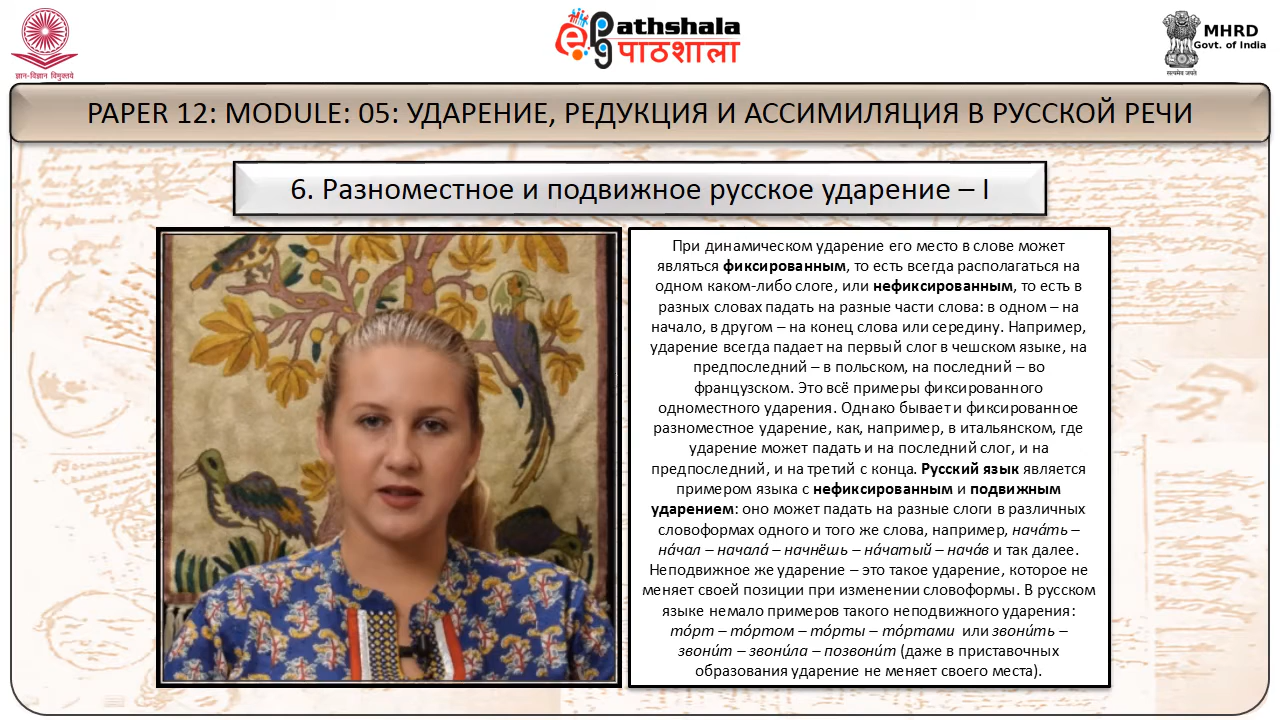 ज्ञान-विज्ञान विमुक्तये
ePathshala
पाठशाला
MHRD
Govt. of India
सत्यमेव जयते
PAPER 12: MODULE: 05: УДАРЕНИЕ, РЕДУКЦИЯ И АССИМИЛЯЦИЯ В РУССКОЙ РЕЧИ
6. Разноместное и подвижное русское ударение – I
При динамическом ударение его место в слове может
являться фиксированным, то есть всегда располагаться на
одном каком-либо слоге, или нефиксированным, то есть в
разных словах падать на разные части слова: в одном – на
начало, в другом – на конец слова или середину. Например,
ударение всегда падает на первый слог в чешском языке, на
предпоследний – в польском, на последний – во
французском. Это всё примеры фиксированного
одноместного ударения. Однако бывает и фиксированное
разноместное ударение, как, например, в итальянском, где
ударение может падать и на последний слог, и на
предпоследний, и на третий с конца. Русский язык является
примером языка с нефиксированным и подвижным
ударением: оно может падать на разные слоги в различных
словоформах одного и того же слова, например, нача́ть –
на́чал – начала́ – начнёшь – на́чатый – нача́в и так далее.
Неподвижное же ударение – это такое ударение, которое не
меняет своей позиции при изменении словоформы. В русском
языке немало примеров такого неподвижного ударения:
то́рт – то́ртом – то́рты – то́ртами или звони́ть –
звони́т – звони́ла – позвони́т (даже в приставочных
образования ударение не меняет своего места).